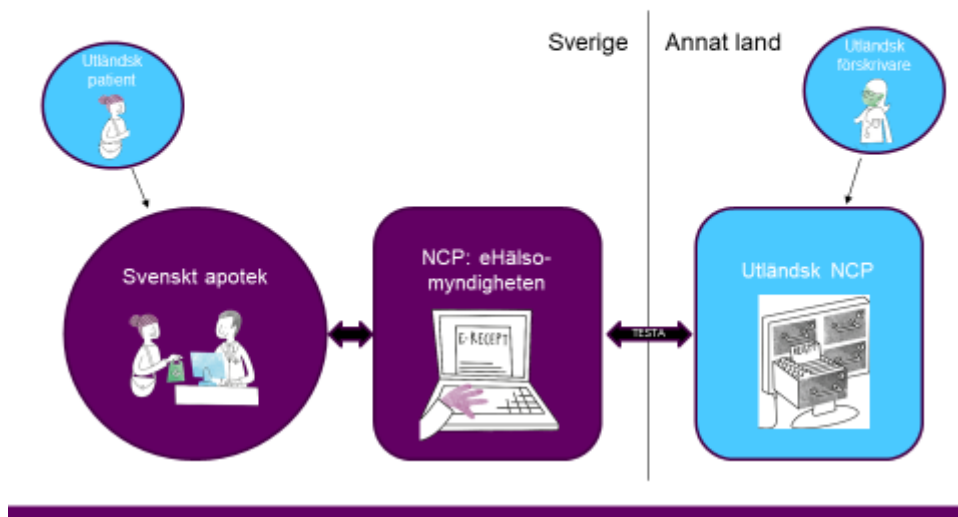 Sverige
Annat land
Utländsk
patient
Utländsk
förskrivare
Svenskt apotek
NCP: eHälso-
myndigheten
Utländsk NCP
E-RECEPT
TESTA